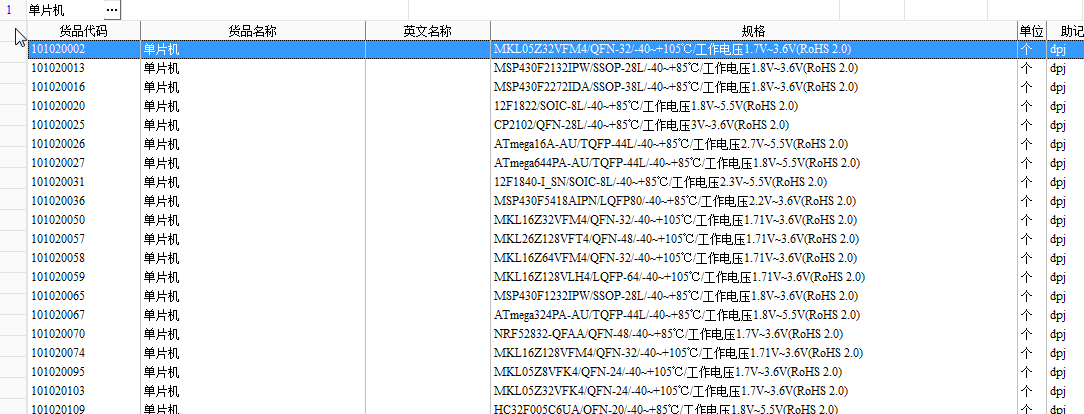 1 单片机 ...
货品代码 货品名称 英文名称 规格 单位 助记
101020002 单片机 MKL05Z32VFM4/QFN-32/-40~+105℃/工作电压1.7V~3.6V(RoHS 2.0) 个 dpj
101020013 单片机 MSP430F2132IPW/SSOP-28L/-40~+85℃/工作电压1.8V~3.6V(RoHS 2.0) 个 dpj
101020016 单片机 MSP430F2272IDA/SSOP-38L/-40~+85℃/工作电压1.8V~3.6V(RoHS 2.0) 个 dpj
101020020 单片机 12F1822/SOIC-8L/-40~+85℃/工作电压1.8V~5.5V(RoHS 2.0) 个 dpj
101020025 单片机 CP2102/QFN-28L/-40~+85℃/工作电压3V~3.6V(RoHS 2.0) 个 dpj
101020026 单片机 ATmega16A-AU/TQFP-44L/-40~+85℃/工作电压2.7V~5.5V(RoHS 2.0) 个 dpj
101020027 单片机 ATmega644PA-AU/TQFP-44L/-40~+85℃/工作电压1.8V~5.5V(RoHS 2.0) 个 dpj
101020031 单片机 12F1840-I_SN/SOIC-8L/-40~+85℃/工作电压2.3V~5.5V(RoHS 2.0) 个 dpj
101020036 单片机 MSP430F5418AIPN/LQFP80/-40~+85℃/工作电压2.2V~3.6V(RoHS 2.0) 个 dpj
101020050 单片机 MKL16Z32VFM4/QFN-32/-40~+105℃/工作电压1.71V~3.6V(RoHS 2.0) 个 dpj
101020057 单片机 MKL26Z128VFT4/QFN-48/-40~+105℃/工作电压1.71V~3.6V(RoHS 2.0) 个 dpj
101020058 单片机 MKL16Z64VFM4/QFN-32/-40~+105℃/工作电压1.71V~3.6V(RoHS 2.0) 个 dpj
101020059 单片机 MKL16Z128VLH4/LQFP-64/-40~+105℃/工作电压1.71V~3.6V(RoHS 2.0) 个 dpj
101020065 单片机 MSP430F1232IPW/SSOP-28L/-40~+85℃/工作电压1.8V~3.6V(RoHS 2.0) 个 dpj
101020067 单片机 ATmega324PA-AU/TQFP-44L/-40~+85℃/工作电压1.8V~5.5V(RoHS 2.0) 个 dpj
101020070 单片机 NRF52832-QFAA/QFN-48/-40~+85℃/工作电压1.7V~3.6V(RoHS 2.0) 个 dpj
101020074 单片机 MKL16Z128VFM4/QFN-32/-40~+105℃/工作电压1.71V~3.6V(RoHS 2.0) 个 dpj
101020095 单片机 MKL05Z8VFK4/QFN-24/-40~+105℃/工作电压1.7V~3.6V(RoHS 2.0) 个 dpj
101020103 单片机 MKL05Z32VFK4/QFN-24/-40~+105℃/工作电压1.7V~3.6V(RoHS 2.0) 个 dpj
101020109 单片机 HC32F005C6UA/QFN-20/-40~+85℃/工作电压1.8V~5.5V(RoHS 2.0) 个 dpj